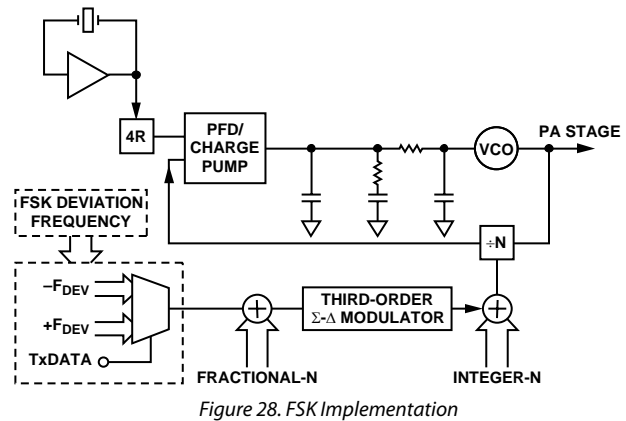 4R
PFD/
CHARGE
PUMP
VCO
PA STAGE
FSK DEVIATION
FREQUENCY
÷N
–FDEV
+FDEV
TxDATA
THIRD-ORDER
Σ-Δ MODULATOR
FRACTIONAL-N
INTEGER-N
Figure 28. FSK Implementation